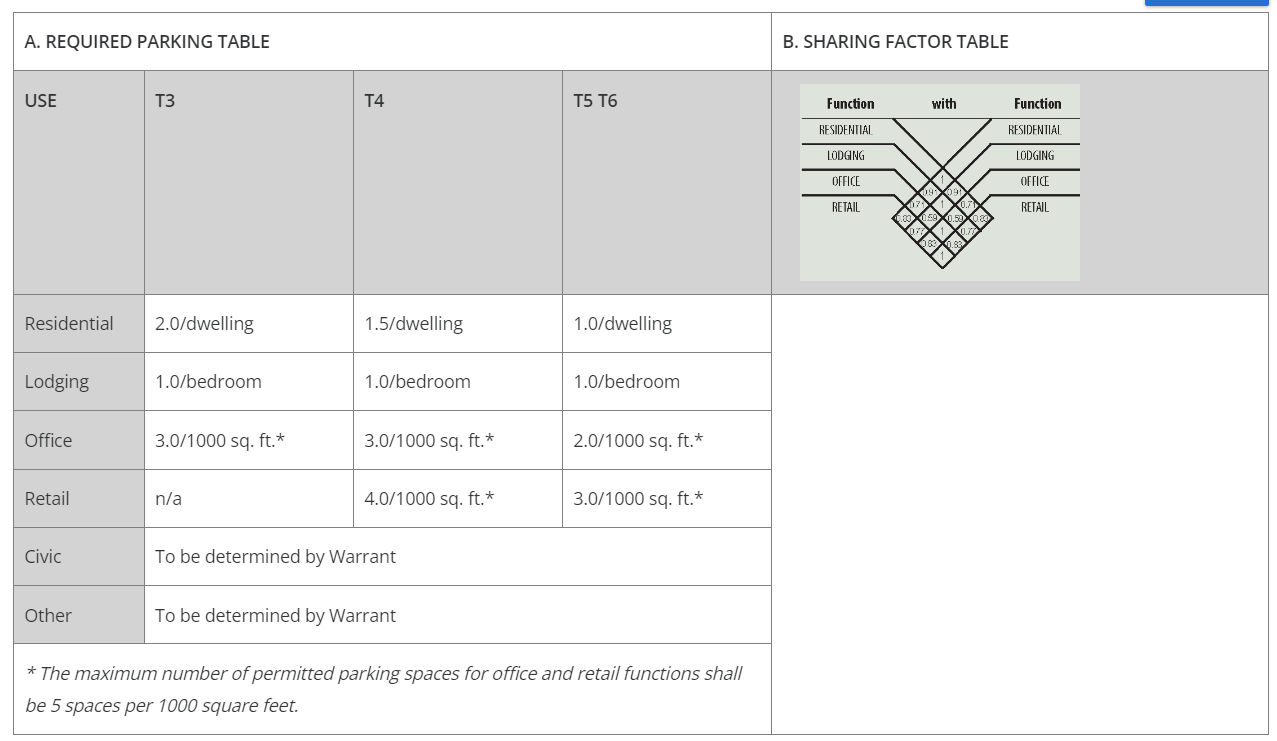 A. REQUIRED PARKING TABLE
B. SHARING FACTOR TABLE
USE
T3
T4
T5 T6
Function with Function
RESIDENTIAL RESIDENTIAL
LODGING LODGING
OFFICE OFFICE
RETAIL RETAIL
1
0.91 0.91
0.71 1 0.71
0.83 0.59 0.59 0.83
0.77 1 0.77
0.83 0.83
1
Residential 2.0/dwelling 1.5/dwelling 1.0/dwelling
Lodging 1.0/bedroom 1.0/bedroom 1.0/bedroom
Office 3.0/1000 sq. ft.* 3.0/1000 sq. ft.* 2.0/1000 sq. ft.*
Retail n/a 4.0/1000 sq. ft.* 3.0/1000 sq. ft.*
Civic To be determined by Warrant
Other To be determined by Warrant
* The maximum number of permitted parking spaces for office and retail functions shall
be 5 spaces per 1000 square feet.